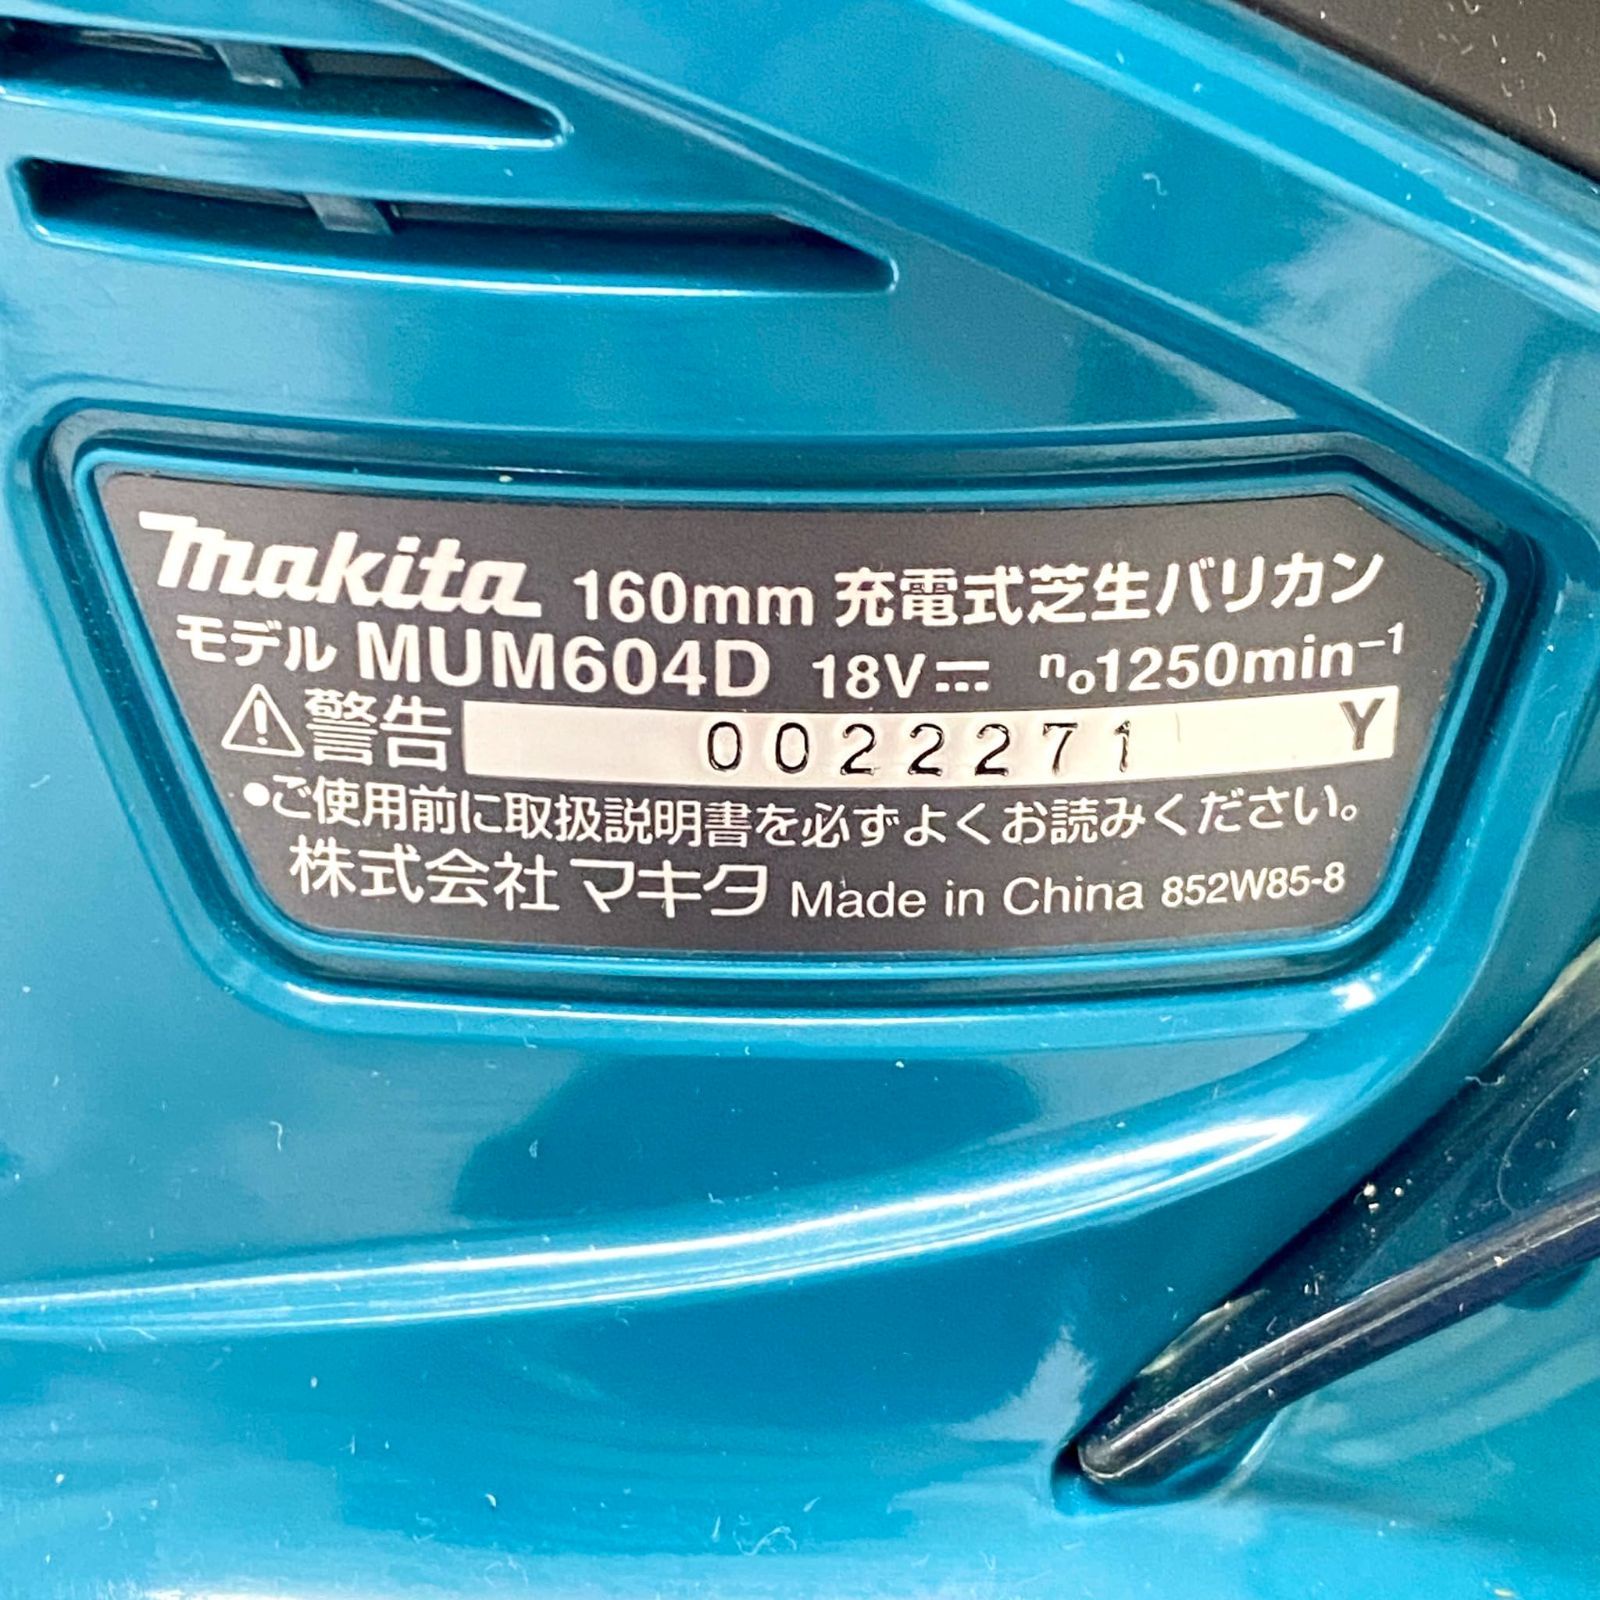 makita 160mm 充電式芝生バリカン
モデル MUM604D 18V⎓ n₀1250min⁻¹
⚠警告 0022271 Y
●ご使用前に取扱説明書を必ずよくお読みください。
株式会社マキタ Made in China 852W85-8